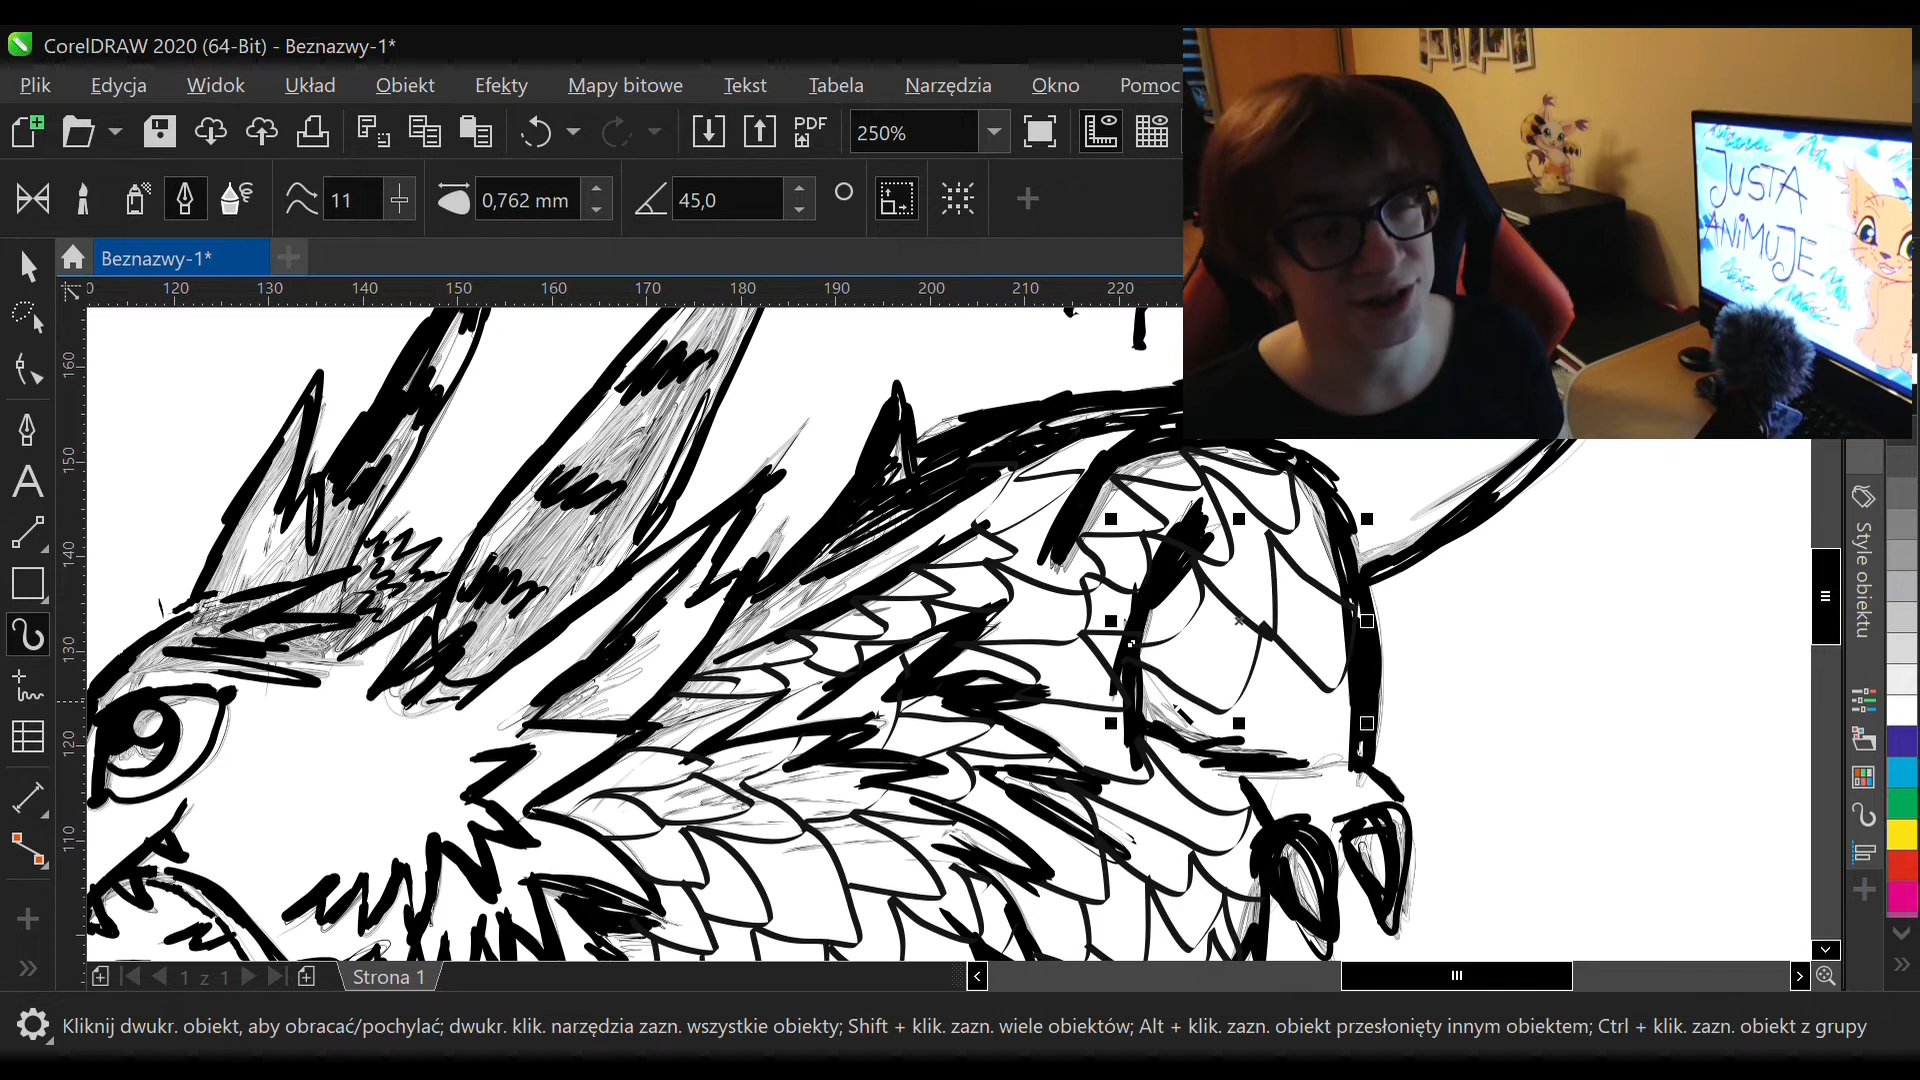 CorelDRAW 2020 (64-Bit) - Beznazwy-1*
Plik Edycja Widok Układ Obiekt Efekty Mapy bitowe Tekst Tabela Narzędzia Okno Pomoc
PDF 250%
11 0,762 mm 45,0
Beznazwy-1*
120 130 140 150 160 170 180 190 200 210 220
160
150
140
130
120
110
JUSTA
ANIMUJE
Style obiektu
1 z 1 Strona 1
Kliknij dwukr. obiekt, aby obracać/pochylać; dwukr. klik. narzędzia zazn. wszystkie obiekty; Shift + klik. zazn. wiele obiektów; Alt + klik. zazn. obiekt przesłonięty innym obiektem; Ctrl + klik. zazn. obiekt z grupy